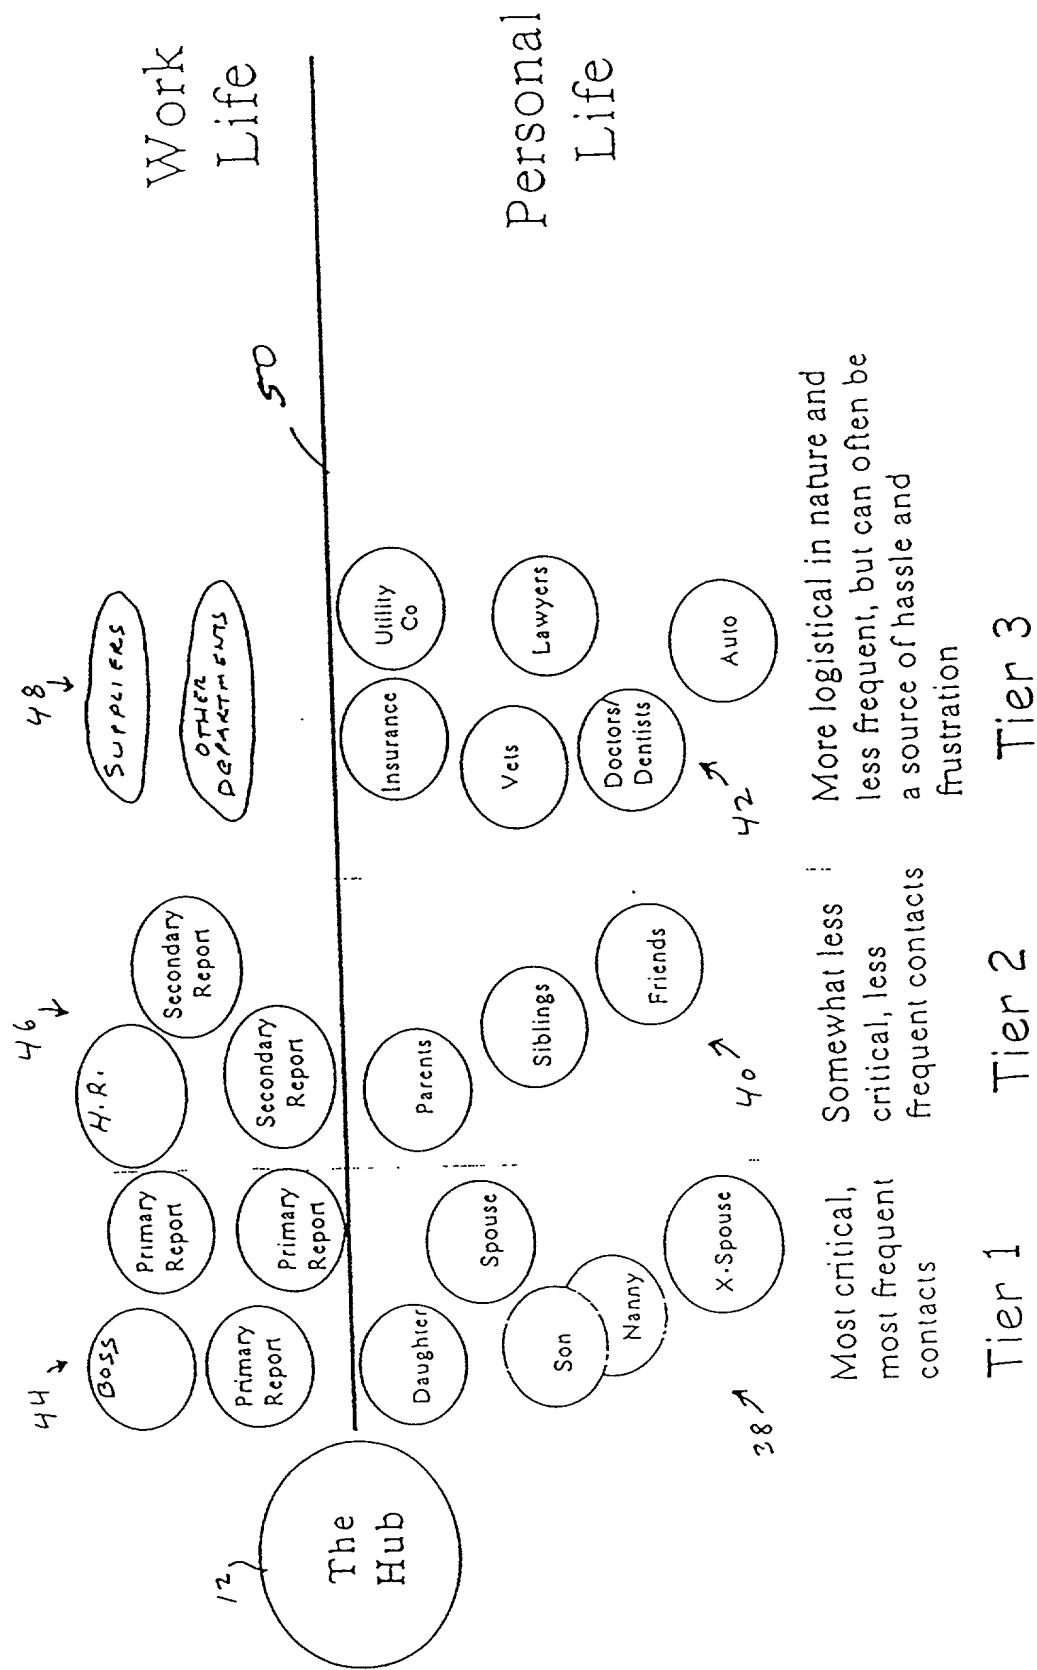 Work
Life
Personal
Life
50
48
SUPPLIERS
OTHER
DEPARTMENTS
46
H.R.
Secondary
Report
Secondary
Report
44
BOSS
Primary
Report
Primary
Report
Primary
Report
12
The
Hub
Daughter
Spouse
Son
Nanny
X-Spouse
38
Parents
Siblings
Friends
40
Insurance
Utility
Co
Vets
Lawyers
Doctors/
Dentists
Auto
42
Most critical,
most frequent
contacts
Tier 1
Somewhat less
critical, less
frequent contacts
Tier 2
More logistical in nature and
less frequent, but can often be
a source of hassle and
frustration
Tier 3